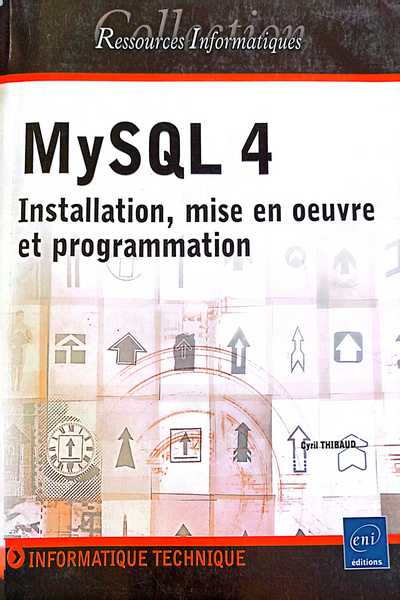 Collection
Ressources Informatiques
MySQL 4
Installation, mise en oeuvre
et programmation
Cyril THIBAUD
INFORMATIQUE TECHNIQUE
eni
éditions